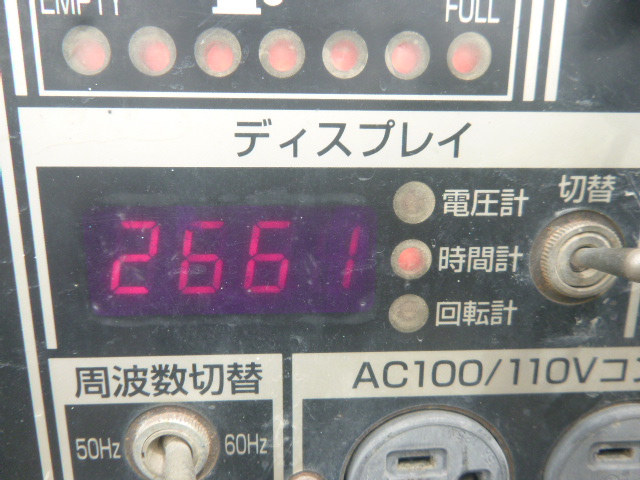 EMPTY FULL
ディスプレイ
2661
電圧計
時間計
回転計
切替
周波数切替
50Hz 60Hz
AC100/110Vコ